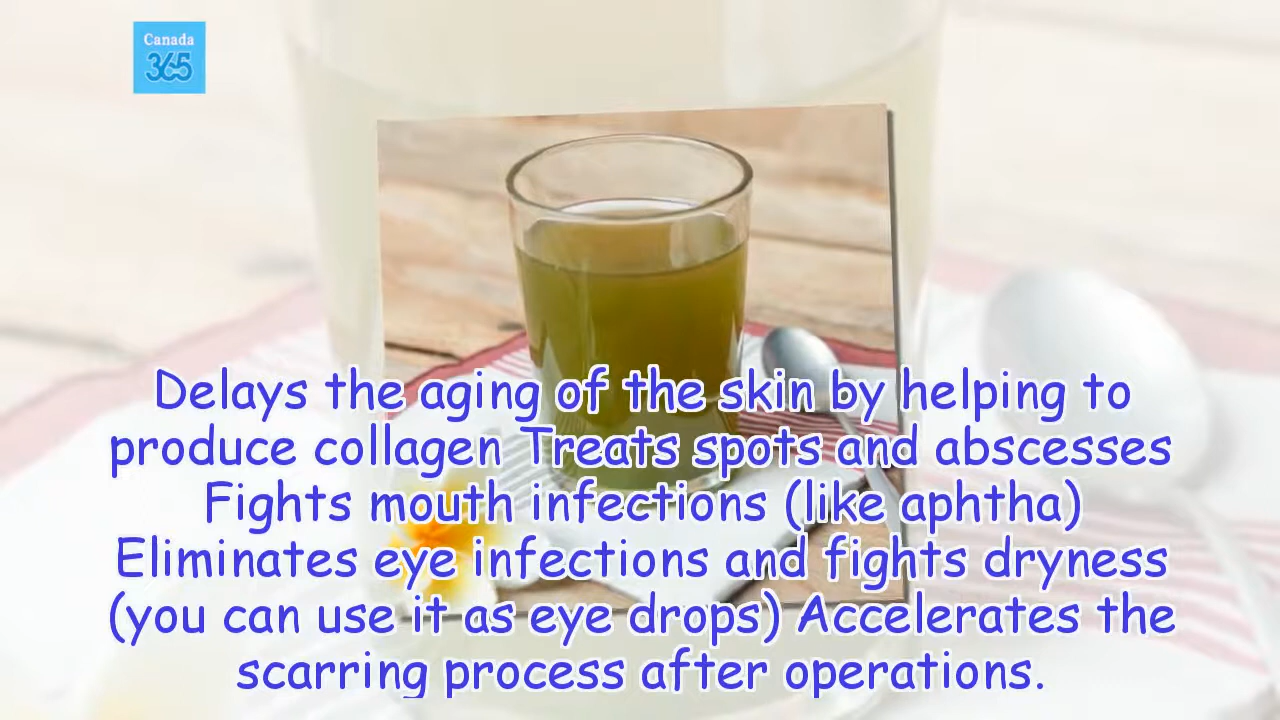 Canada
365
Delays the aging of the skin by helping to
produce collagen Treats spots and abscesses
Fights mouth infections (like aphtha)
Eliminates eye infections and fights dryness
(you can use it as eye drops) Accelerates the
scarring process after operations.